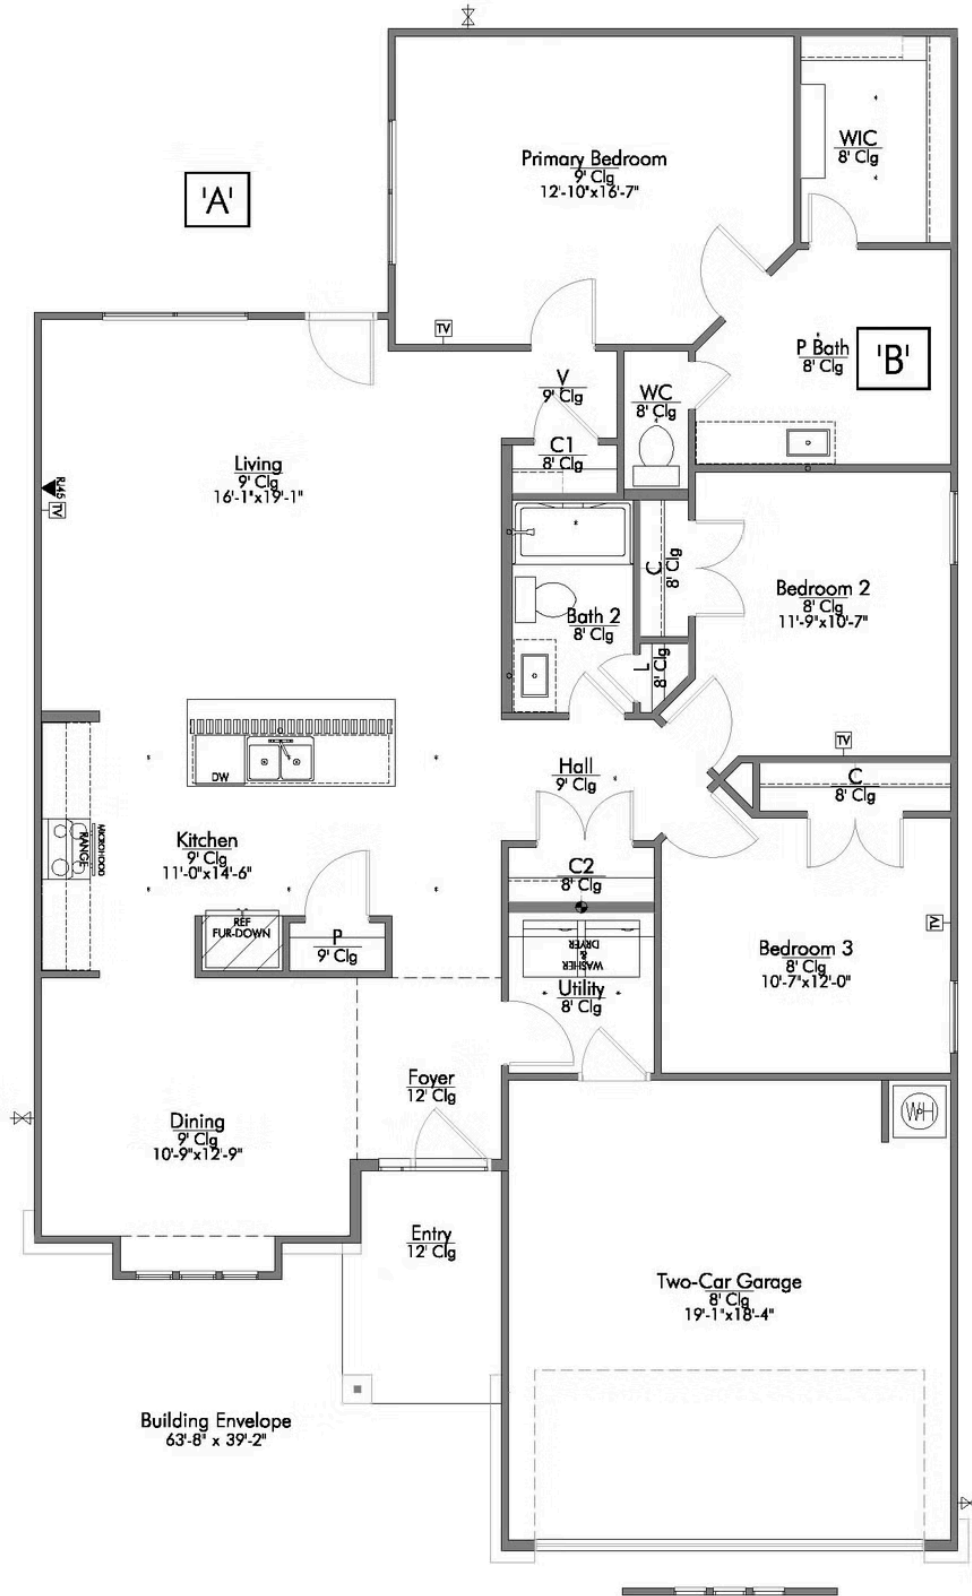 Primary Bedroom
9' Clg
12'-10"x16'-7"
WIC
8' Clg
'A'
TV
P Bath
8' Clg
'B'
V
9' Clg
WC
8' Clg
C1
8' Clg
Living
9' Clg
16'-1"x19'-1"
RJ45
TV
C
8' Clg
Bedroom 2
8' Clg
11'-9"x10'-7"
Bath 2
8' Clg
L
8' Clg
TV
DW
Hall
9' Clg
C
8' Clg
Kitchen
9' Clg
11'-0"x14'-6"
RANGE
MICROHOOD
C2
8' Clg
REF
FUR-DOWN
P
9' Clg
WASHER
&
DRYER
TV
Bedroom 3
8' Clg
10'-7"x12'-0"
Utility
8' Clg
Foyer
12' Clg
Dining
9' Clg
10'-9"x12'-9"
WH
Entry
12' Clg
Two-Car Garage
8' Clg
19'-1"x18'-4"
Building Envelope
63'-8" x 39'-2"